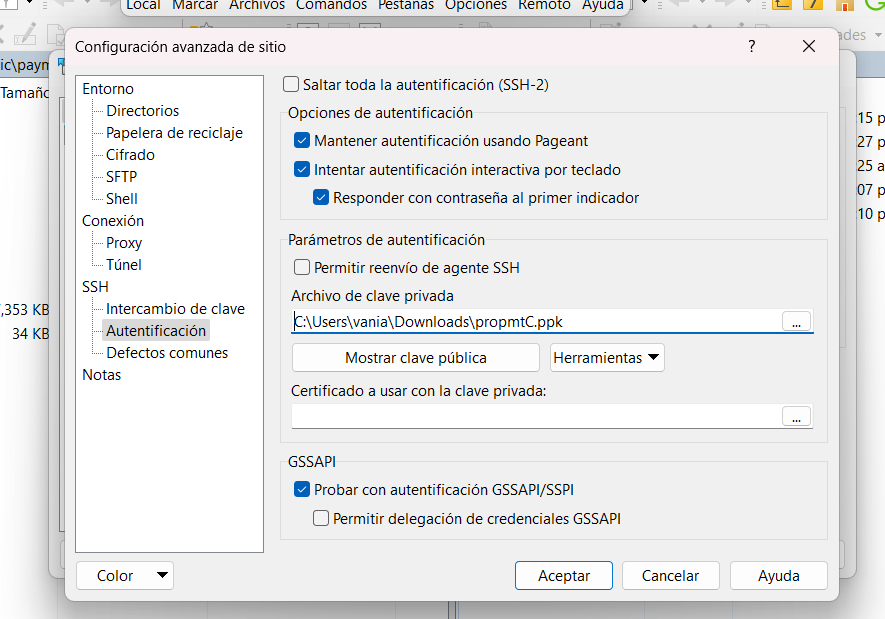 Local Marcar Archivos Comandos Pestañas Opciones Remoto Ayuda
Configuración avanzada de sitio
?
ic\paym
Tamaño
Entorno
Directorios
Papelera de reciclaje
Cifrado
SFTP
Shell
Conexión
Proxy
Túnel
SSH
Intercambio de clave
Autentificación
Defectos comunes
Notas
,353 KB
34 KB
Saltar toda la autentificación (SSH-2)
Opciones de autentificación
Mantener autentificación usando Pageant
Intentar autentificación interactiva por teclado
Responder con contraseña al primer indicador
Parámetros de autentificación
Permitir reenvío de agente SSH
Archivo de clave privada
C:\Users\vania\Downloads\propmtC.ppk
...
Mostrar clave pública
Herramientas
Certificado a usar con la clave privada:
...
GSSAPI
Probar con autentificación GSSAPI/SSPI
Permitir delegación de credenciales GSSAPI
Color
Aceptar
Cancelar
Ayuda
ades
15 p
27 p
25 a
07 p
10 p